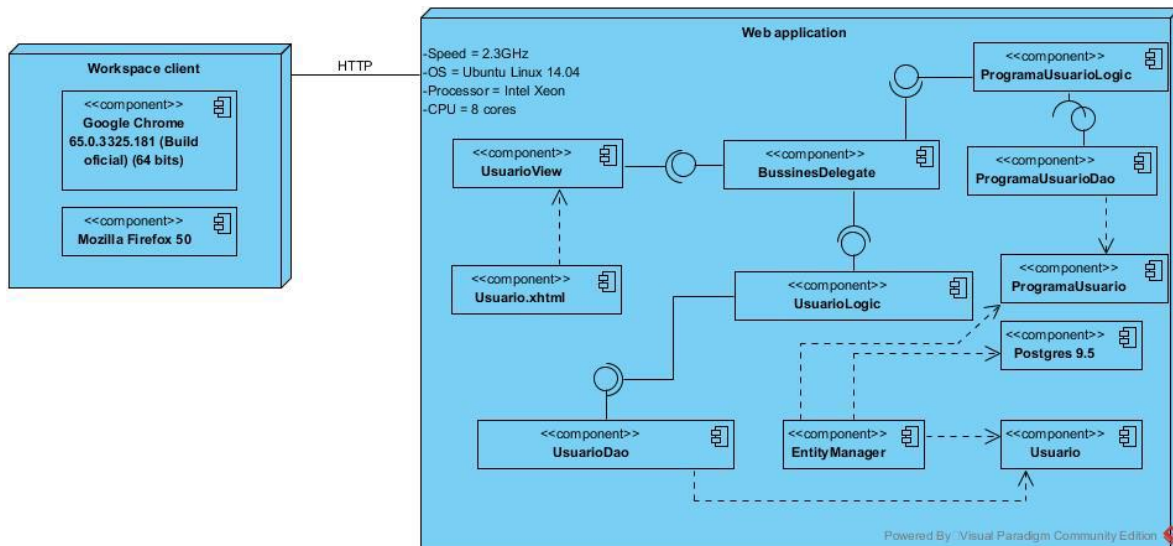 Workspace client
<<component>>
Google Chrome
65.0.3325.181 (Build
oficial) (64 bits)
<<component>>
Mozilla Firefox 50
HTTP
Web application
-Speed = 2.3GHz
-OS = Ubuntu Linux 14.04
-Processor = Intel Xeon
-CPU = 8 cores
<<component>>
ProgramaUsuarioLogic
<<component>>
UsuarioView
<<component>>
BussinesDelegate
<<component>>
ProgramaUsuarioDao
<<component>>
Usuario.xhtml
<<component>>
UsuarioLogic
<<component>>
ProgramaUsuario
<<component>>
Postgres 9.5
<<component>>
UsuarioDao
<<component>>
EntityManager
<<component>>
Usuario
Powered By Visual Paradigm Community Edition